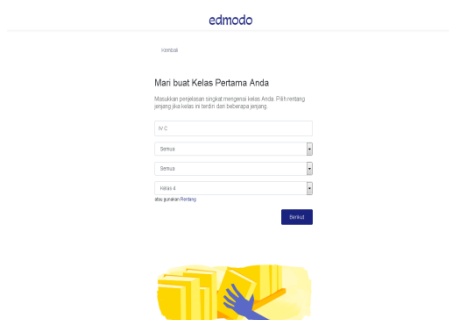 edmodo
Kembali
Mari buat Kelas Pertama Anda
Masukkan penjelasan singkat mengenai kelas Anda. Pilih rentang
jenjang jika kelas ini terdiri dari beberapa jenjang.
IV C
Semua
Semua
Kelas 4
atau gunakan Rentang
Berikut